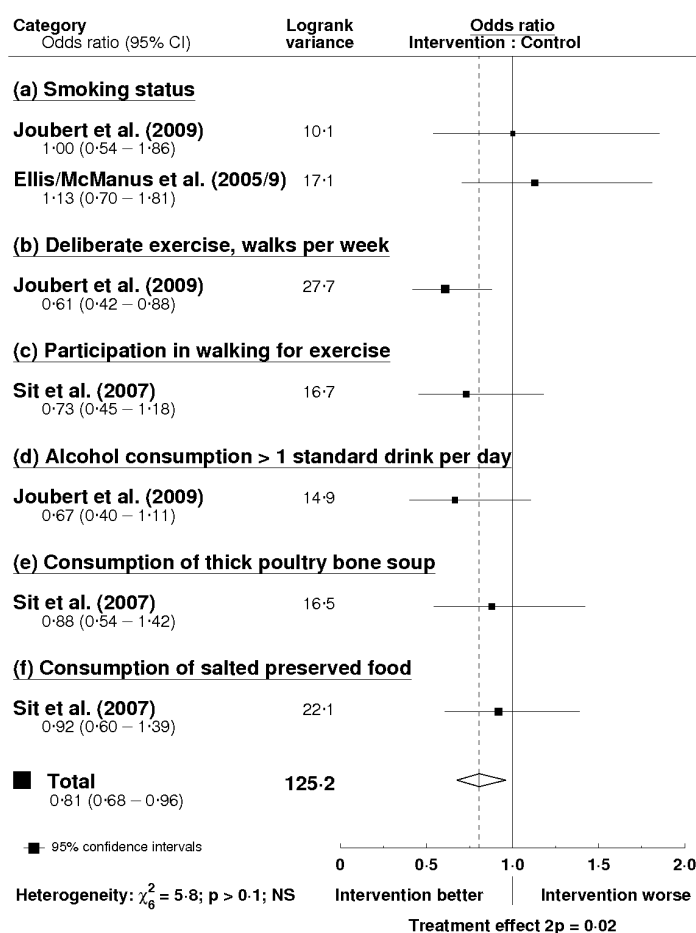 Category Logrank Odds ratio
Odds ratio (95% CI) variance Intervention : Control
(a) Smoking status
Joubert et al. (2009) 10·1
1·00 (0·54 – 1·86)
Ellis/McManus et al. (2005/9) 17·1
1·13 (0·70 – 1·81)
(b) Deliberate exercise, walks per week
Joubert et al. (2009) 27·7
0·61 (0·42 – 0·88)
(c) Participation in walking for exercise
Sit et al. (2007) 16·7
0·73 (0·45 – 1·18)
(d) Alcohol consumption > 1 standard drink per day
Joubert et al. (2009) 14·9
0·67 (0·40 – 1·11)
(e) Consumption of thick poultry bone soup
Sit et al. (2007) 16·5
0·88 (0·54 – 1·42)
(f) Consumption of salted preserved food
Sit et al. (2007) 22·1
0·92 (0·60 – 1·39)
Total 125·2
0·81 (0·68 – 0·96)
95% confidence intervals
0 0·5 1·0 1·5 2·0
Heterogeneity: χ²₆ = 5·8; p > 0·1; NS Intervention better Intervention worse
Treatment effect 2p = 0·02